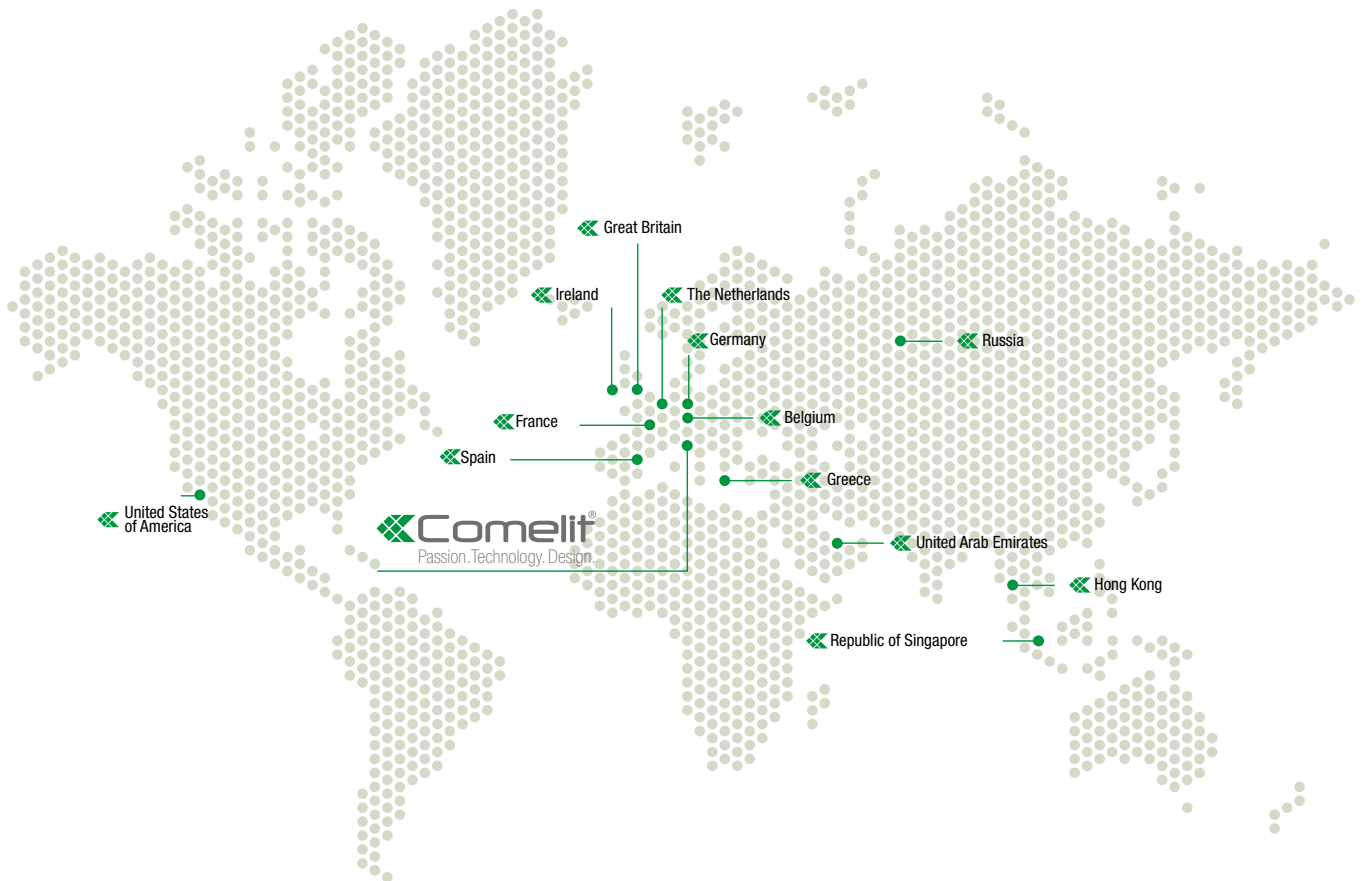 Great Britain
Ireland
The Netherlands
Germany
Russia
France
Belgium
Spain
Greece
United States
of America
Comelit®
Passion. Technology. Design.
United Arab Emirates
Hong Kong
Republic of Singapore